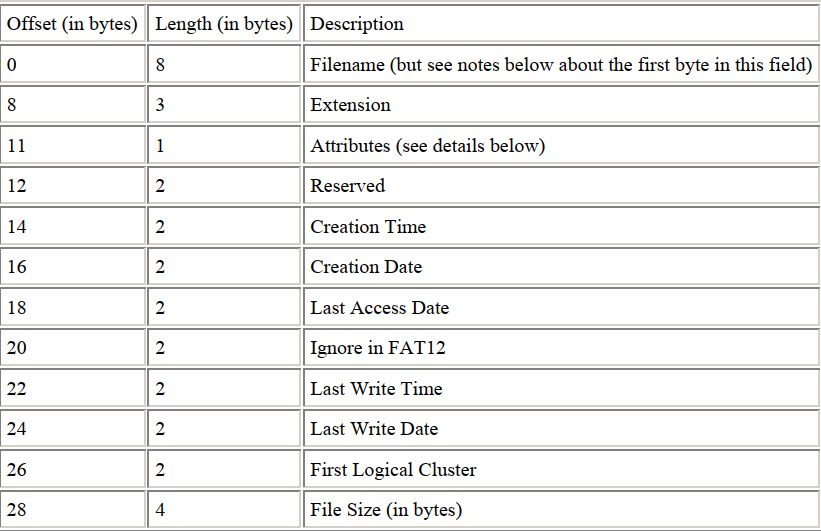 Offset (in bytes) Length (in bytes) Description
0 8 Filename (but see notes below about the first byte in this field)
8 3 Extension
11 1 Attributes (see details below)
12 2 Reserved
14 2 Creation Time
16 2 Creation Date
18 2 Last Access Date
20 2 Ignore in FAT12
22 2 Last Write Time
24 2 Last Write Date
26 2 First Logical Cluster
28 4 File Size (in bytes)